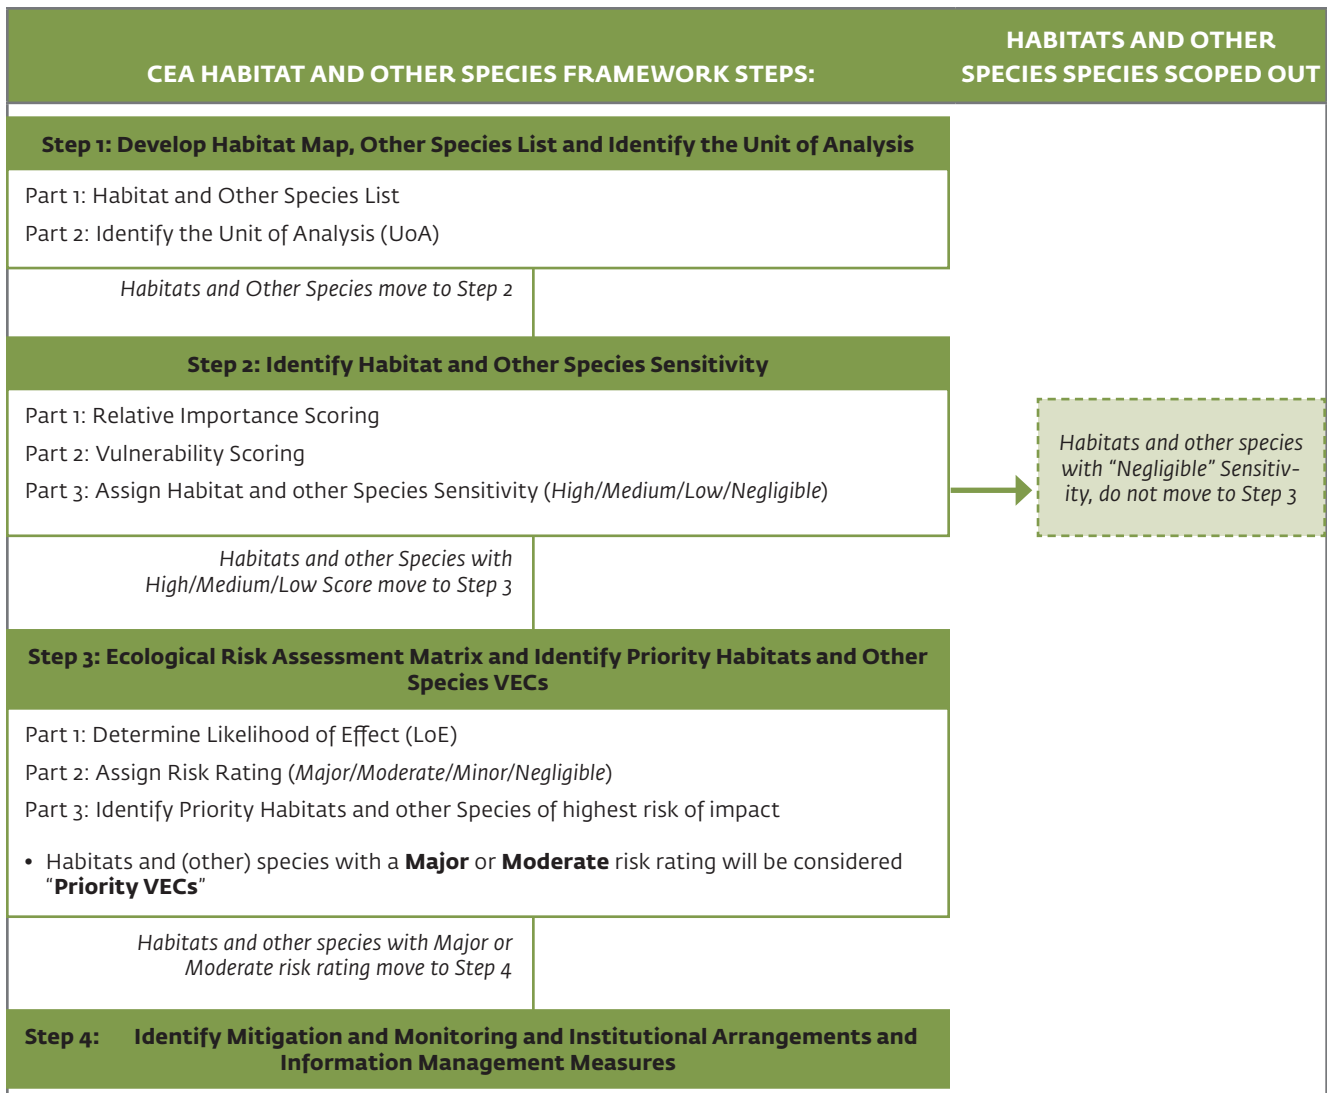 CEA HABITAT AND OTHER SPECIES FRAMEWORK STEPS:
HABITATS AND OTHER
SPECIES SPECIES SCOPED OUT
Step 1: Develop Habitat Map, Other Species List and Identify the Unit of Analysis
Part 1: Habitat and Other Species List
Part 2: Identify the Unit of Analysis (UoA)
Habitats and Other Species move to Step 2
Step 2: Identify Habitat and Other Species Sensitivity
Part 1: Relative Importance Scoring
Part 2: Vulnerability Scoring
Part 3: Assign Habitat and other Species Sensitivity (High/Medium/Low/Negligible)
Habitats and other species
with “Negligible” Sensitiv-
ity, do not move to Step 3
Habitats and other Species with
High/Medium/Low Score move to Step 3
Step 3: Ecological Risk Assessment Matrix and Identify Priority Habitats and Other
Species VECs
Part 1: Determine Likelihood of Effect (LoE)
Part 2: Assign Risk Rating (Major/Moderate/Minor/Negligible)
Part 3: Identify Priority Habitats and other Species of highest risk of impact
• Habitats and (other) species with a Major or Moderate risk rating will be considered
“Priority VECs”
Habitats and other species with Major or
Moderate risk rating move to Step 4
Step 4: Identify Mitigation and Monitoring and Institutional Arrangements and
Information Management Measures